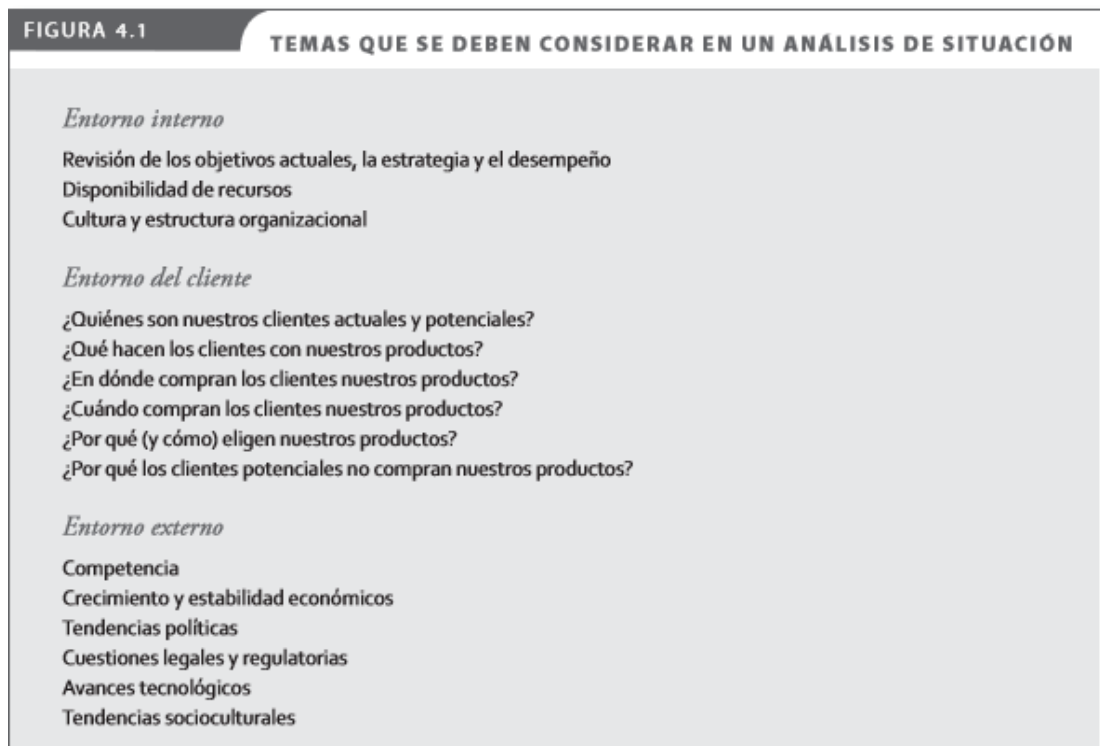 FIGURA 4.1
TEMAS QUE SE DEBEN CONSIDERAR EN UN ANÁLISIS DE SITUACIÓN
Entorno interno
Revisión de los objetivos actuales, la estrategia y el desempeño
Disponibilidad de recursos
Cultura y estructura organizacional
Entorno del cliente
¿Quiénes son nuestros clientes actuales y potenciales?
¿Qué hacen los clientes con nuestros productos?
¿En dónde compran los clientes nuestros productos?
¿Cuándo compran los clientes nuestros productos?
¿Por qué (y cómo) eligen nuestros productos?
¿Por qué los clientes potenciales no compran nuestros productos?
Entorno externo
Competencia
Crecimiento y estabilidad económicos
Tendencias políticas
Cuestiones legales y regulatorias
Avances tecnológicos
Tendencias socioculturales